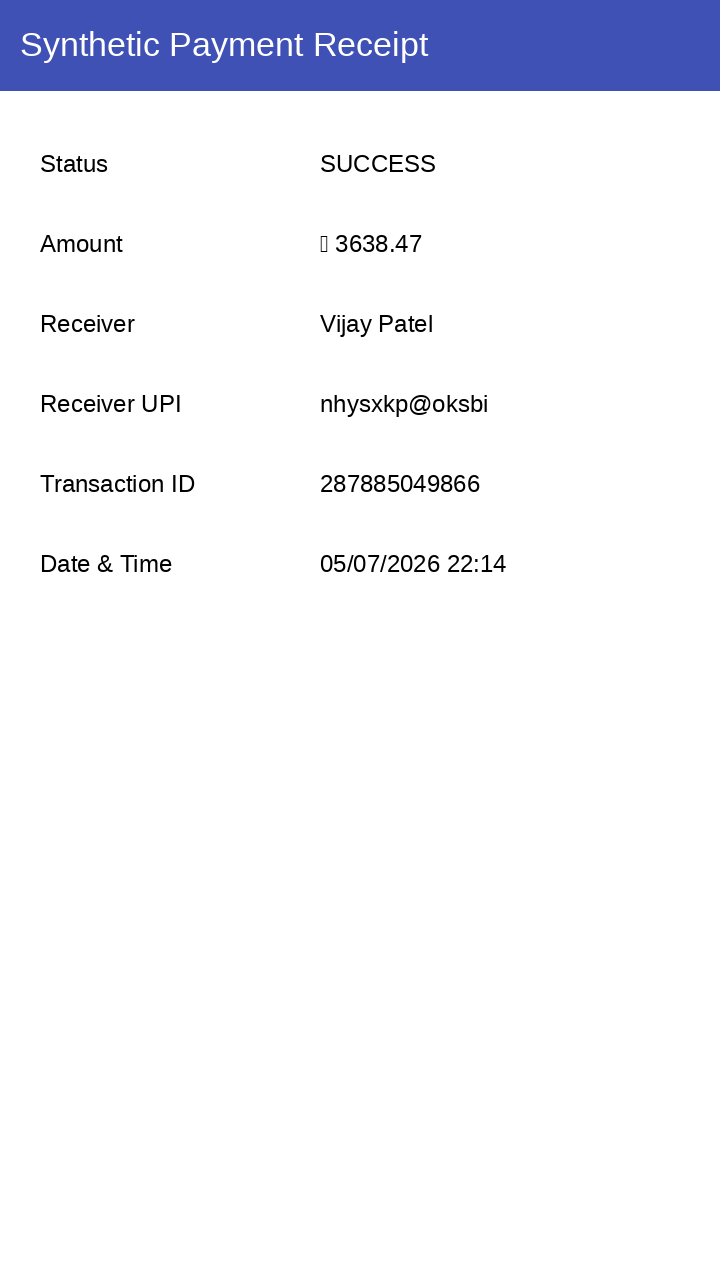 Synthetic Payment Receipt
Status SUCCESS
Amount 3638.47
Receiver Vijay Patel
Receiver UPI nhysxkp@oksbi
Transaction ID 287885049866
Date & Time 05/07/2026 22:14